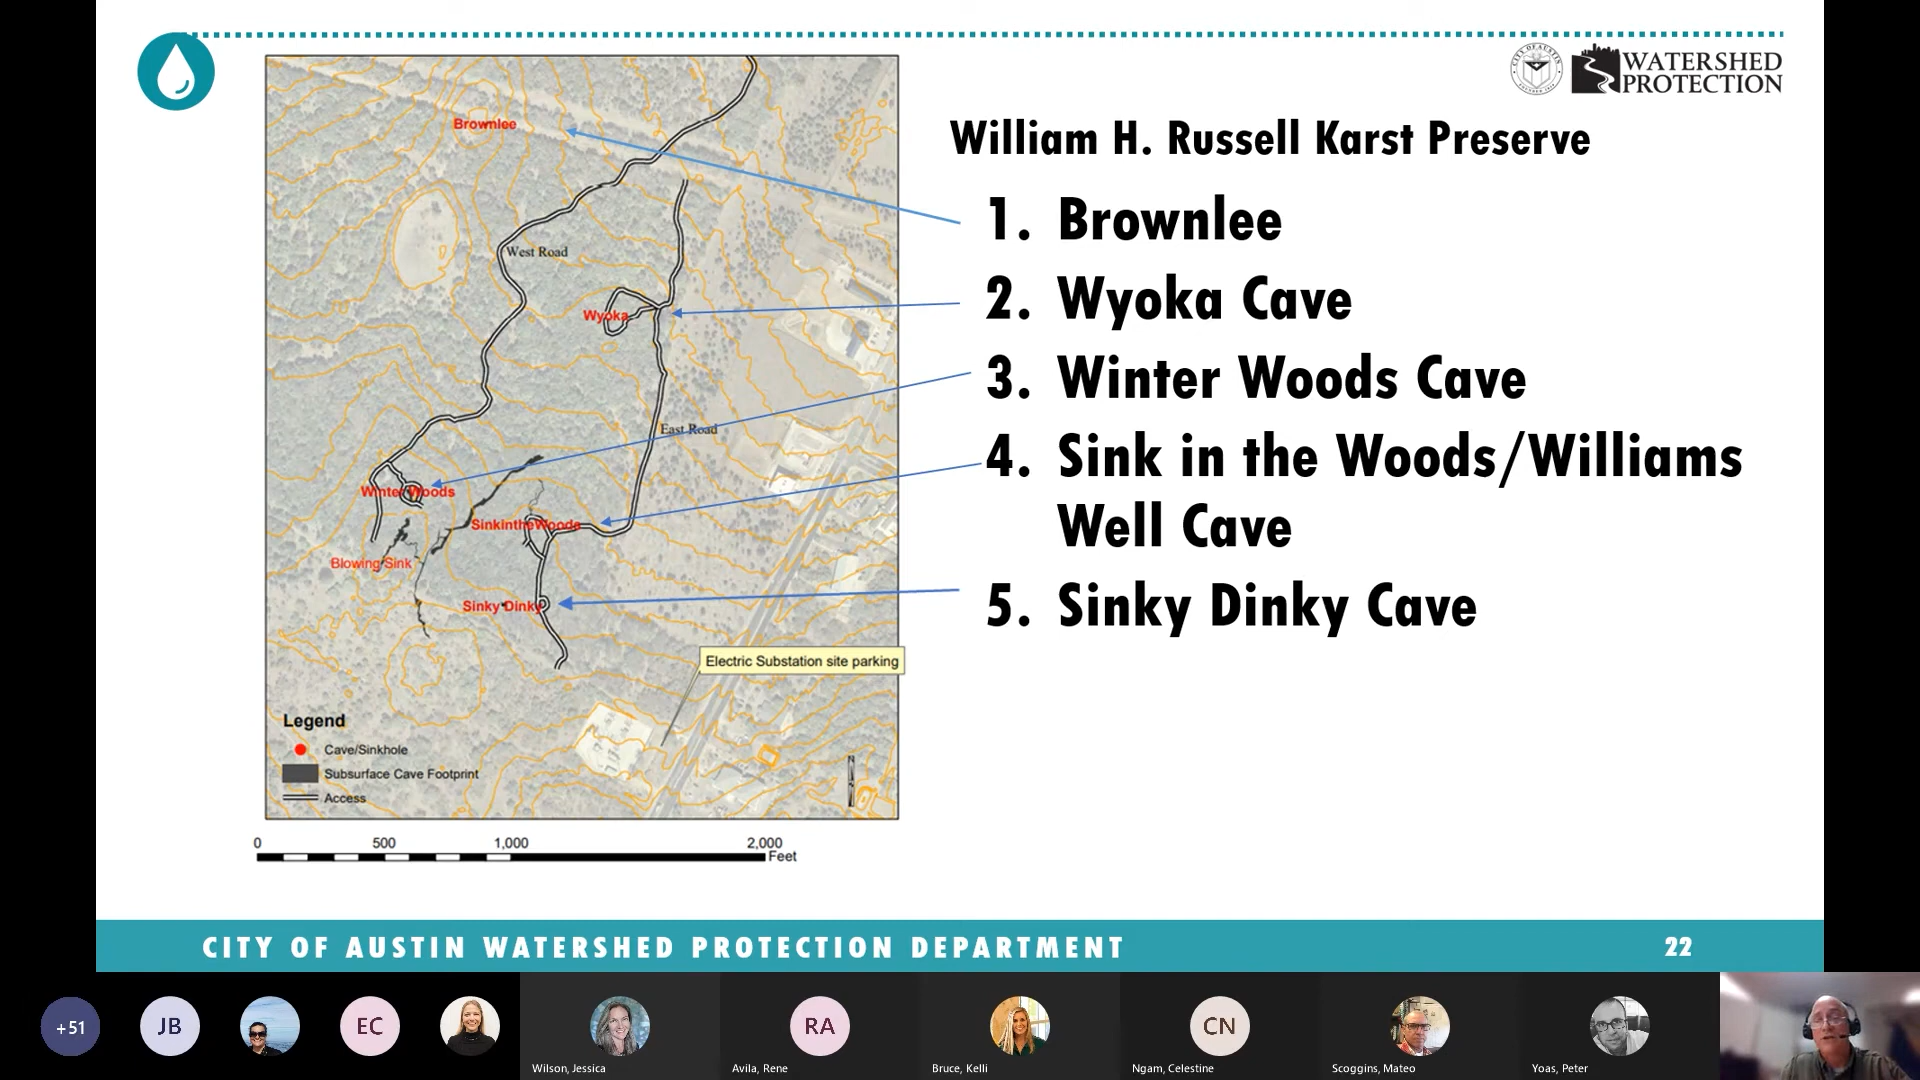 CITY OF AUSTIN
WATERSHED
PROTECTION
William H. Russell Karst Preserve
1. Brownlee
2. Wyoka Cave
3. Winter Woods Cave
4. Sink in the Woods/Williams
Well Cave
5. Sinky Dinky Cave
Brownlee
West Road
Wyoka
East Road
Winter Woods
SinkintheWoods
Blowing Sink
Sinky Dinky
Electric Substation site parking
Legend
Cave/Sinkhole
Subsurface Cave Footprint
Access
0 500 1,000 2,000
Feet
CITY OF AUSTIN WATERSHED PROTECTION DEPARTMENT 22
+51 JB EC RA CN
Wilson, Jessica Avila, Rene Bruce, Kelli Ngam, Celestine Scoggins, Mateo Yoas, Peter